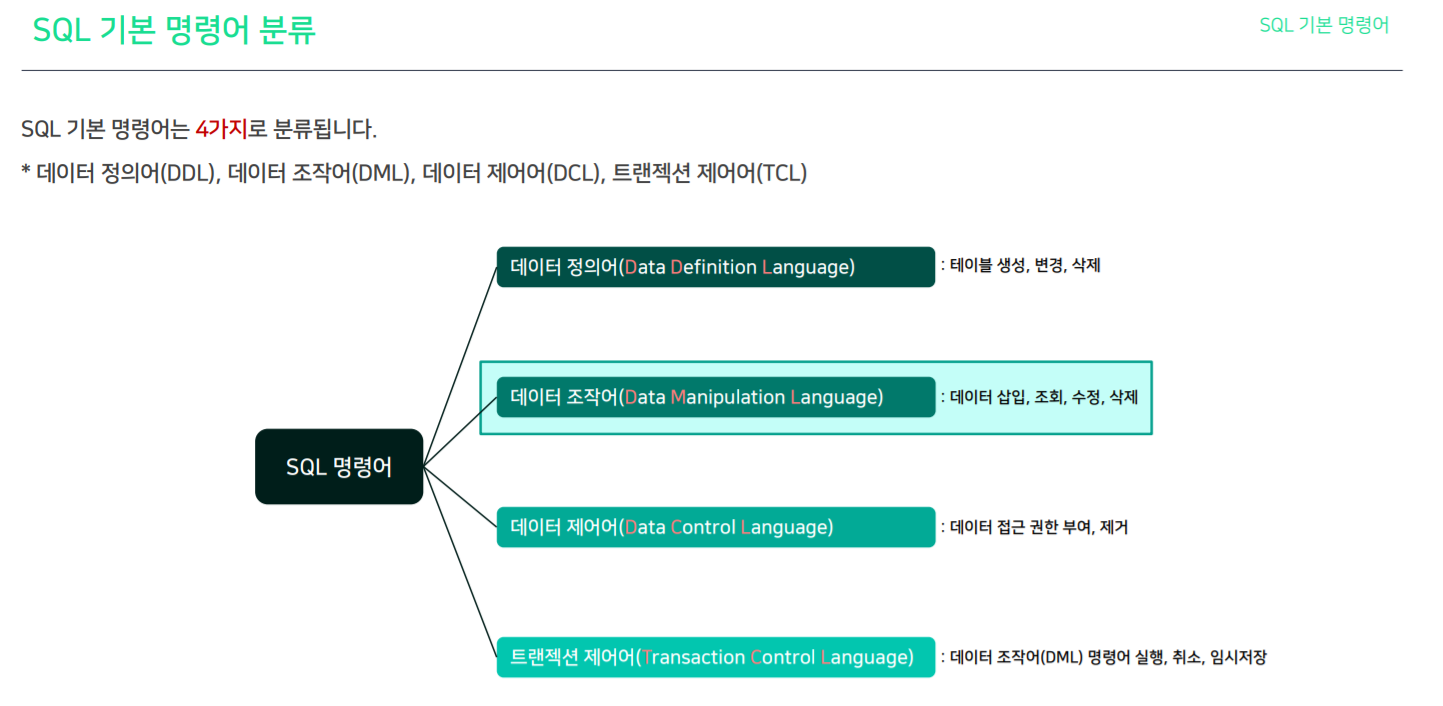 SQL 기본 명령어 분류
SQL 기본 명령어
SQL 기본 명령어는 4가지로 분류됩니다.
* 데이터 정의어(DDL), 데이터 조작어(DML), 데이터 제어어(DCL), 트랜젝션 제어어(TCL)
데이터 정의어(Data Definition Language) : 테이블 생성, 변경, 삭제
데이터 조작어(Data Manipulation Language) : 데이터 삽입, 조회, 수정, 삭제
SQL 명령어
데이터 제어어(Data Control Language) : 데이터 접근 권한 부여, 제거
트랜젝션 제어어(Transaction Control Language) : 데이터 조작어(DML) 명령어 실행, 취소, 임시저장